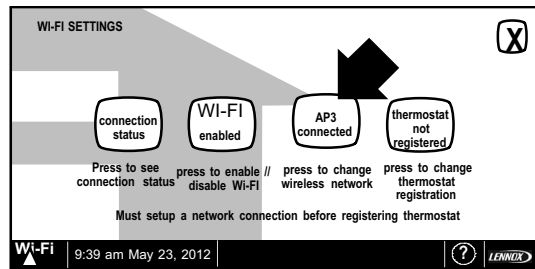 WI-FI SETTINGS
X
connection
status
WI-FI
enabled
AP3
connected
thermostat
not
registered
Press to see
connection status
press to enable //
disable Wi-FI
press to change
wireless network
press to change
thermostat
registration
Must setup a network connection before registering thermostat
Wi-Fi
9:39 am May 23, 2012
?
LENNOX